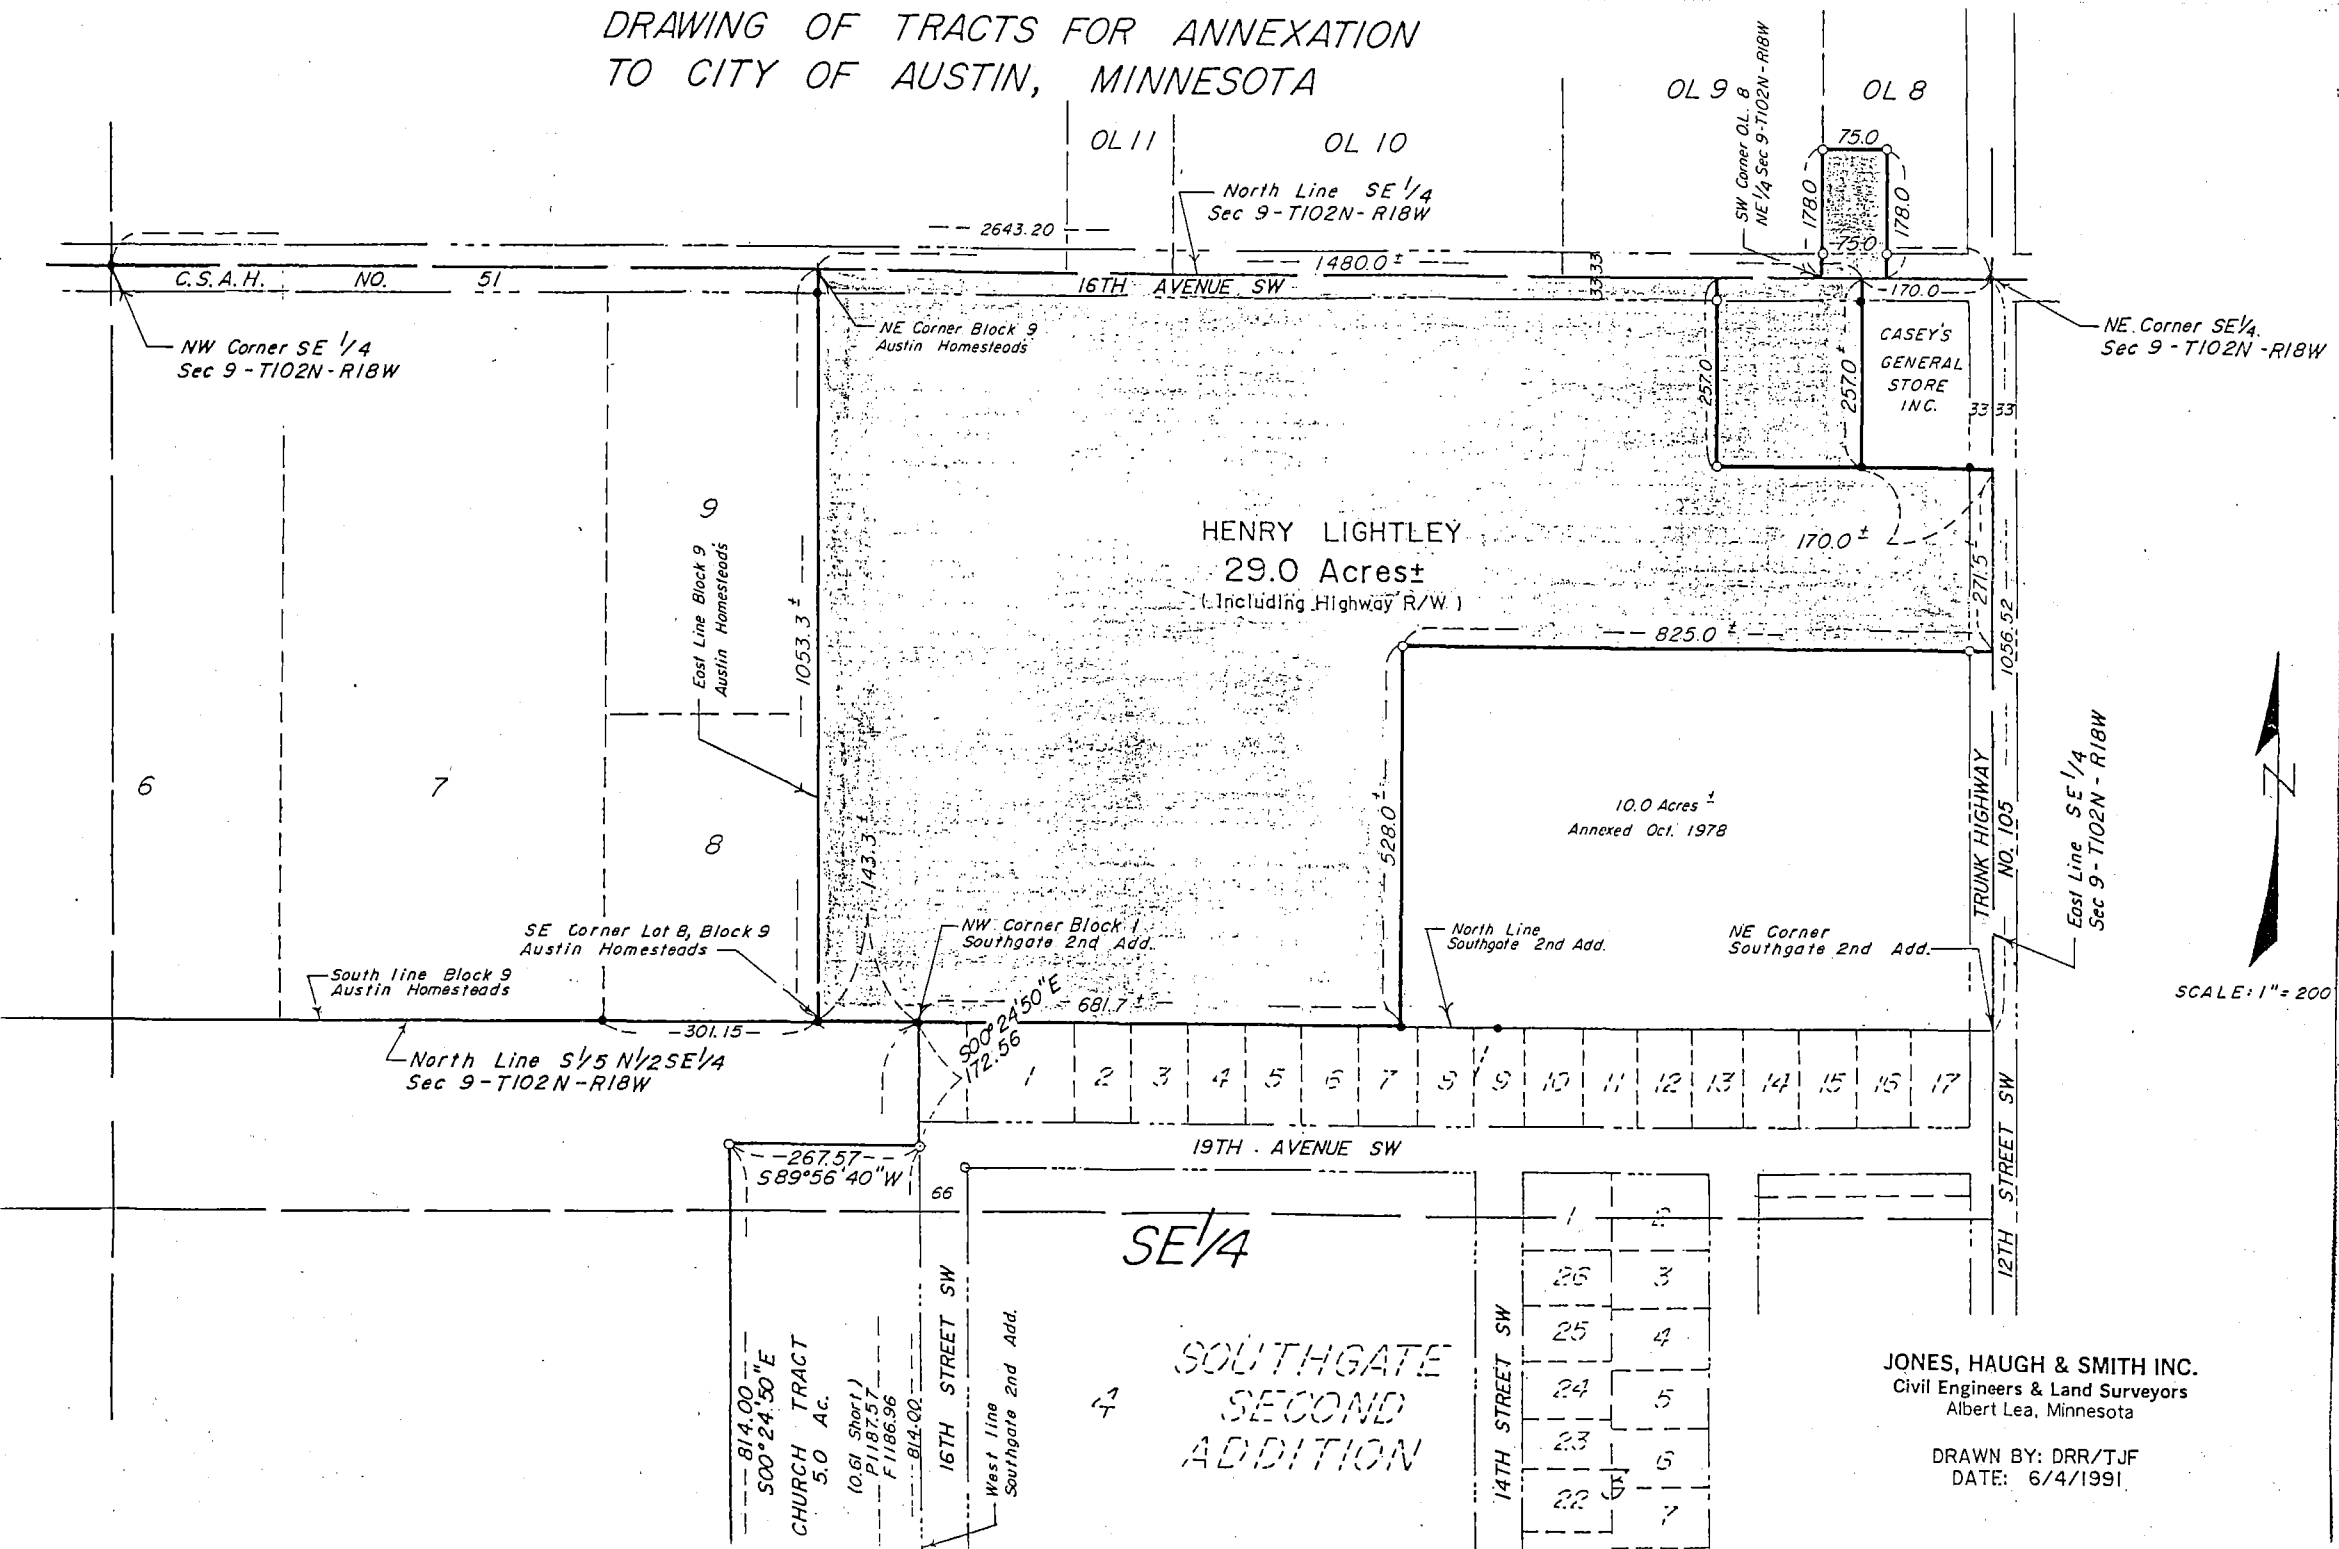 DRAWING OF TRACTS FOR ANNEXATION
TO CITY OF AUSTIN, MINNESOTA
OL 11
OL 10
OL 9
OL 8
SW Corner O.L. 8
NE 1/4 Sec 9-T102N-R18W
75.0
178.0
178.0
75.0
North Line SE 1/4
Sec 9-T102N-R18W
2643.20
1480.0 ±
33 33
C.S.A.H. NO. 51
16TH AVENUE SW
170.0
NE Corner Block 9
Austin Homesteads
NW Corner SE 1/4
Sec 9-T102N-R18W
NE. Corner SE 1/4.
Sec 9-T102N-R18W
CASEY'S
GENERAL
STORE
INC.
257.0
257.0 ±
33 33
9
East Line Block 9
Austin Homesteads
1053.3 ±
HENRY LIGHTLEY
29.0 Acres±
(Including Highway R/W)
170.0 ±
271.5
1056.52
825.0 ±
528.0 ±
10.0 Acres ±
Annexed Oct. 1978
TRUNK HIGHWAY
NO. 105
East Line SE 1/4
Sec 9-T102N-R18W
N
SCALE: 1"= 200
6
7
8
143.3 ±
SE Corner Lot 8, Block 9
Austin Homesteads
NW Corner Block 1
Southgate 2nd Add.
North Line
Southgate 2nd Add.
NE Corner
Southgate 2nd Add.
South line Block 9
Austin Homesteads
301.15
681.7 ±
S00°24'50"E
172.56
North Line S 1/5 N 1/2 SE 1/4
Sec 9-T102N-R18W
1 2 3 4 5 6 7 8 9 10 11 12 13 14 15 16 17
19TH . AVENUE SW
267.57
S89°56'40"W
66
SE 1/4
12TH STREET SW
16TH STREET SW
West line
Southgate 2nd Add.
814.00
S00°24'50"E
CHURCH TRACT
5.0 Ac.
(0.61 Short)
P1187.57
F1186.96
814.00
4
SOUTHGATE
SECOND
ADDITION
14TH STREET SW
1 2
26 3
25 4
24 5
23 6
22 5
7
JONES, HAUGH & SMITH INC.
Civil Engineers & Land Surveyors
Albert Lea, Minnesota
DRAWN BY: DRR/TJF
DATE: 6/4/1991